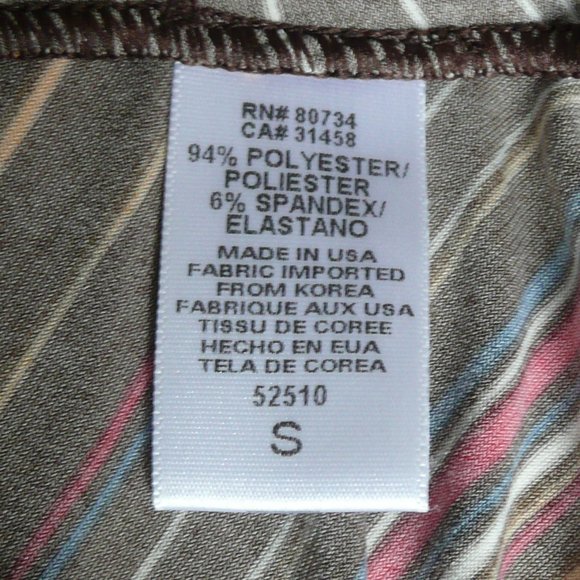 RN# 80734
CA# 31458
94% POLYESTER/
POLIESTER
6% SPANDEX/
ELASTANO
MADE IN USA
FABRIC IMPORTED
FROM KOREA
FABRIQUE AUX USA
TISSU DE COREE
HECHO EN EUA
TELA DE COREA
52510
S